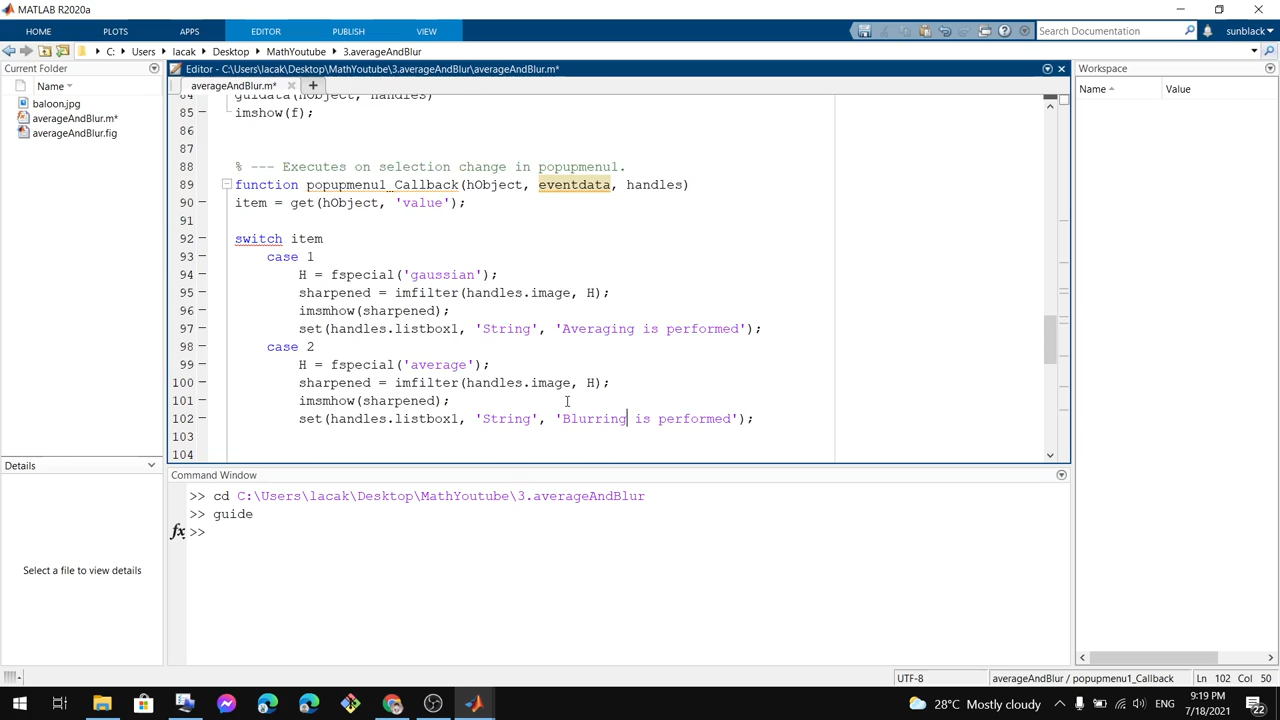 MATLAB R2020a
HOME PLOTS APPS EDITOR PUBLISH VIEW Search Documentation sunblack
C: Users lacak Desktop MathYoutube 3.averageAndBlur
Current Folder
Name
baloon.jpg
averageAndBlur.m*
averageAndBlur.fig
Details
Select a file to view details
Editor - C:\Users\lacak\Desktop\MathYoutube\3.averageAndBlur\averageAndBlur.m*
averageAndBlur.m*
84 guidata(hObject, handles)
85 imshow(f);
86
87
88 % --- Executes on selection change in popupmenu1.
89 function popupmenu1_Callback(hObject, eventdata, handles)
90 item = get(hObject, 'value');
91
92 switch item
93 case 1
94 H = fspecial('gaussian');
95 sharpened = imfilter(handles.image, H);
96 imsmhow(sharpened);
97 set(handles.listbox1, 'String', 'Averaging is performed');
98 case 2
99 H = fspecial('average');
100 sharpened = imfilter(handles.image, H);
101 imsmhow(sharpened);
102 set(handles.listbox1, 'String', 'Blurring is performed');
103
104
Command Window
>> cd C:\Users\lacak\Desktop\MathYoutube\3.averageAndBlur
>> guide
fx >>
Workspace
Name Value
UTF-8 averageAndBlur / popupmenu1_Callback Ln 102 Col 50
28°C Mostly cloudy ENG 9:19 PM
7/18/2021 22